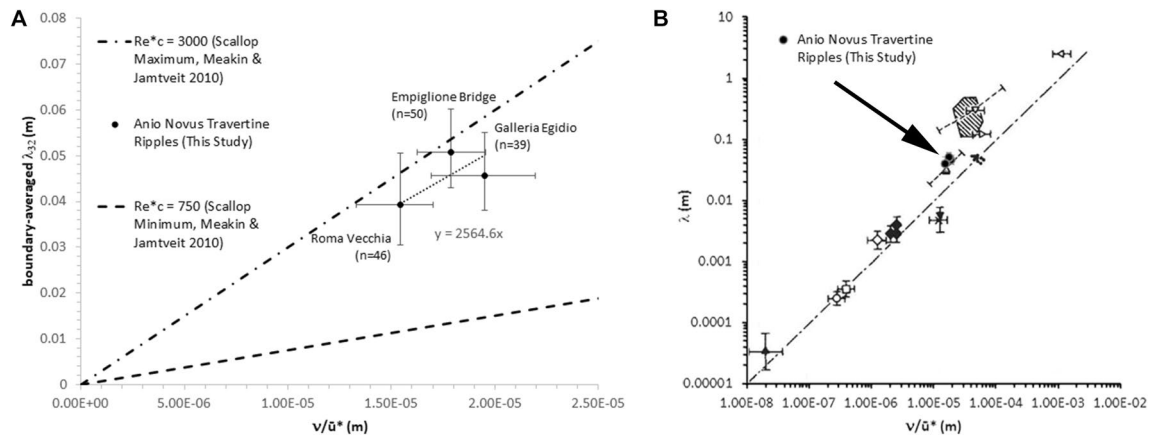 A
0.08
0.07
0.06
0.05
0.04
0.03
0.02
0.01
0
boundary-averaged λ32 (m)
Re*c = 3000 (Scallop
Maximum, Meakin &
Jamtveit 2010)
Anio Novus Travertine
Ripples (This Study)
Re*c = 750 (Scallop
Minimum, Meakin &
Jamtveit 2010)
Empiglione Bridge
(n=50)
Galleria Egidio
(n=39)
Roma Vecchia
(n=46)
y = 2564.6x
0.00E+00 5.00E-06 1.00E-05 1.50E-05 2.00E-05 2.50E-05
ν/ū* (m)
B
Anio Novus Travertine
Ripples (This Study)
10
1
0.1
0.01
0.001
0.0001
0.00001
λ (m)
1.00E-08 1.00E-07 1.00E-06 1.00E-05 1.00E-04 1.00E-03 1.00E-02
ν/ū* (m)